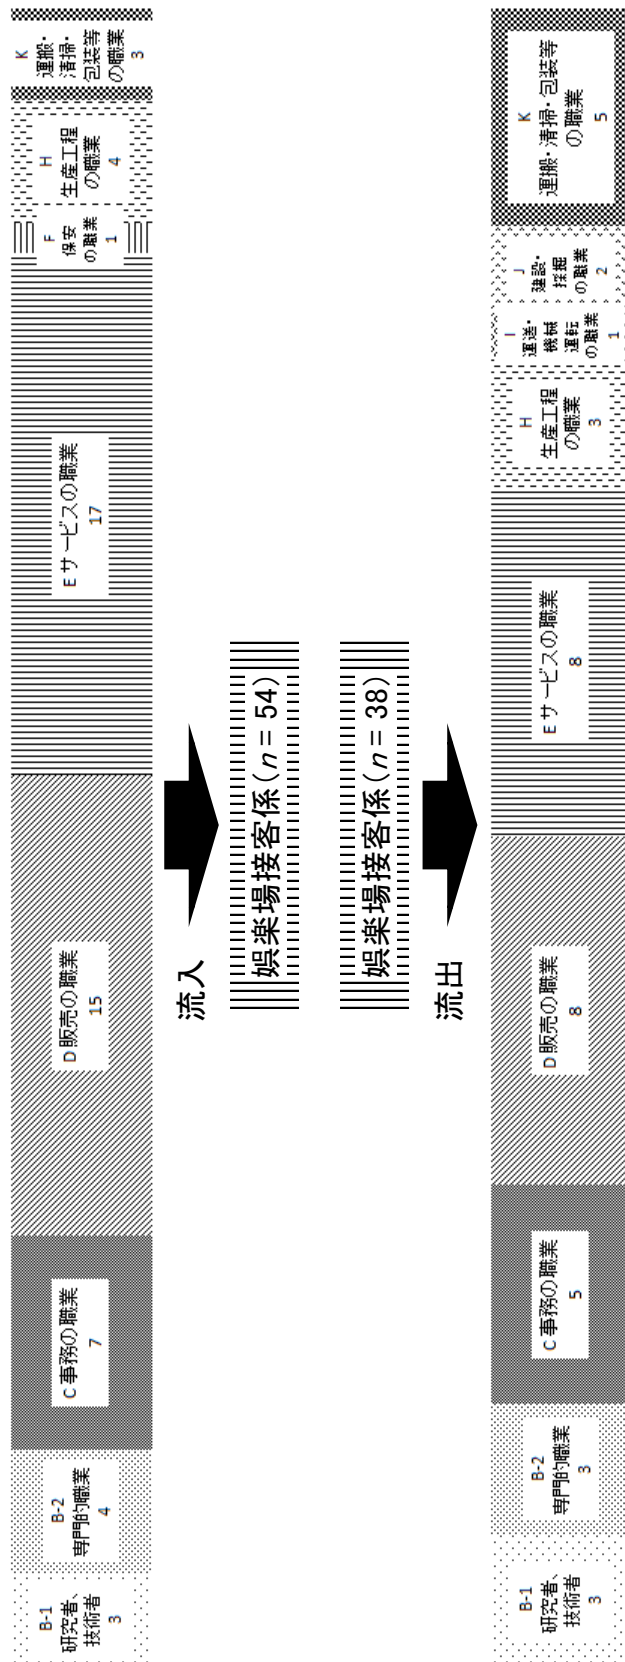 B-1
研究者、
技術者
3
B-2
専門的職業
4
C 事務の職業
7
D 販売の職業
15
E サービスの職業
17
F
保安
の職業
1
H
生産工程
の職業
4
K
運搬・
清掃・
包装等
の職業
3
流入
娯楽場接客係(n = 54)
娯楽場接客係(n = 38)
流出
B-1
研究者、
技術者
3
B-2
専門的職業
3
C 事務の職業
5
D 販売の職業
8
E サービスの職業
8
H
生産工程
の職業
3
I
運送・
機械
運転
の職業
1
J
建設・
採掘
の職業
2
K
運搬・清掃・包装等
の職業
5